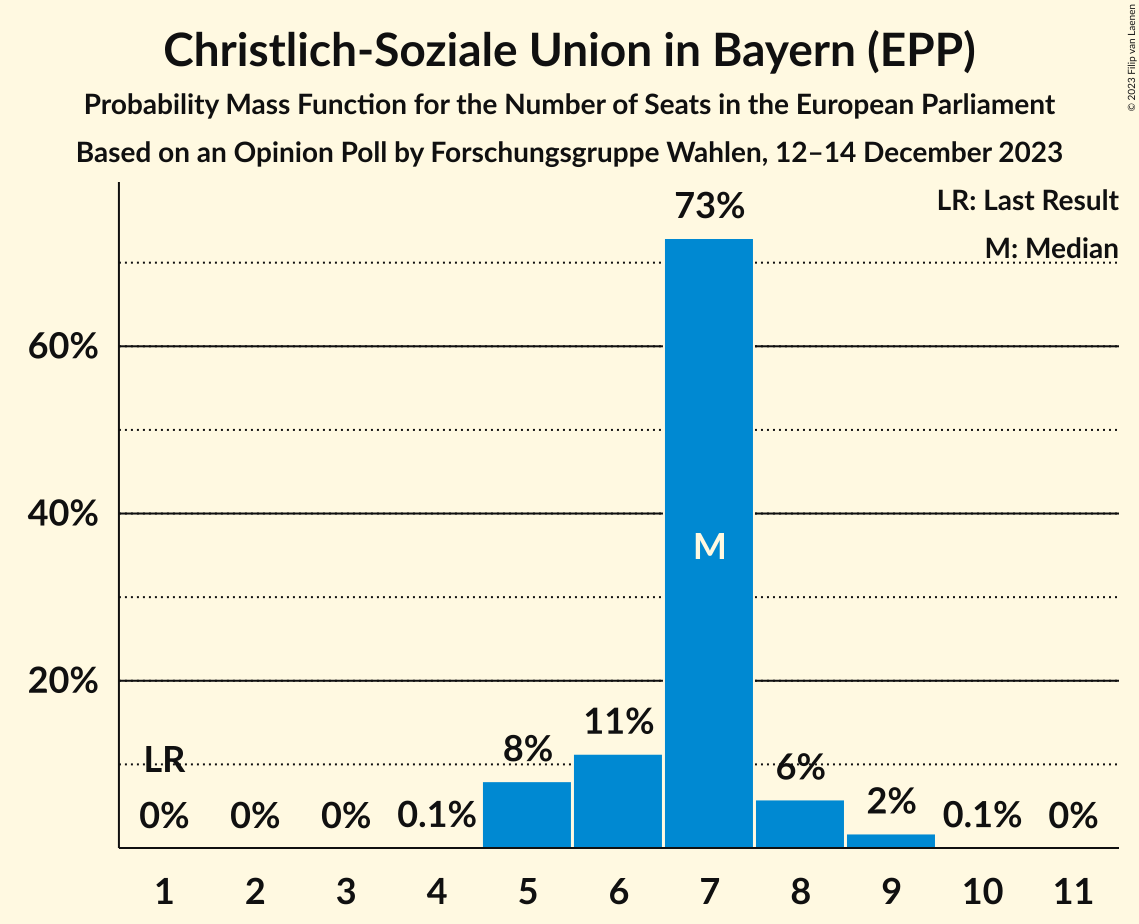 Christlich-Soziale Union in Bayern (EPP)
Probability Mass Function for the Number of Seats in the European Parliament
Based on an Opinion Poll by Forschungsgruppe Wahlen, 12–14 December 2023
© 2023 Filip van Laenen
LR: Last Result
M: Median
73%
60%
40%
M
20%
11%
8%
LR
6%
2%
0% 0% 0% 0.1% 0.1% 0%
1 2 3 4 5 6 7 8 9 10 11